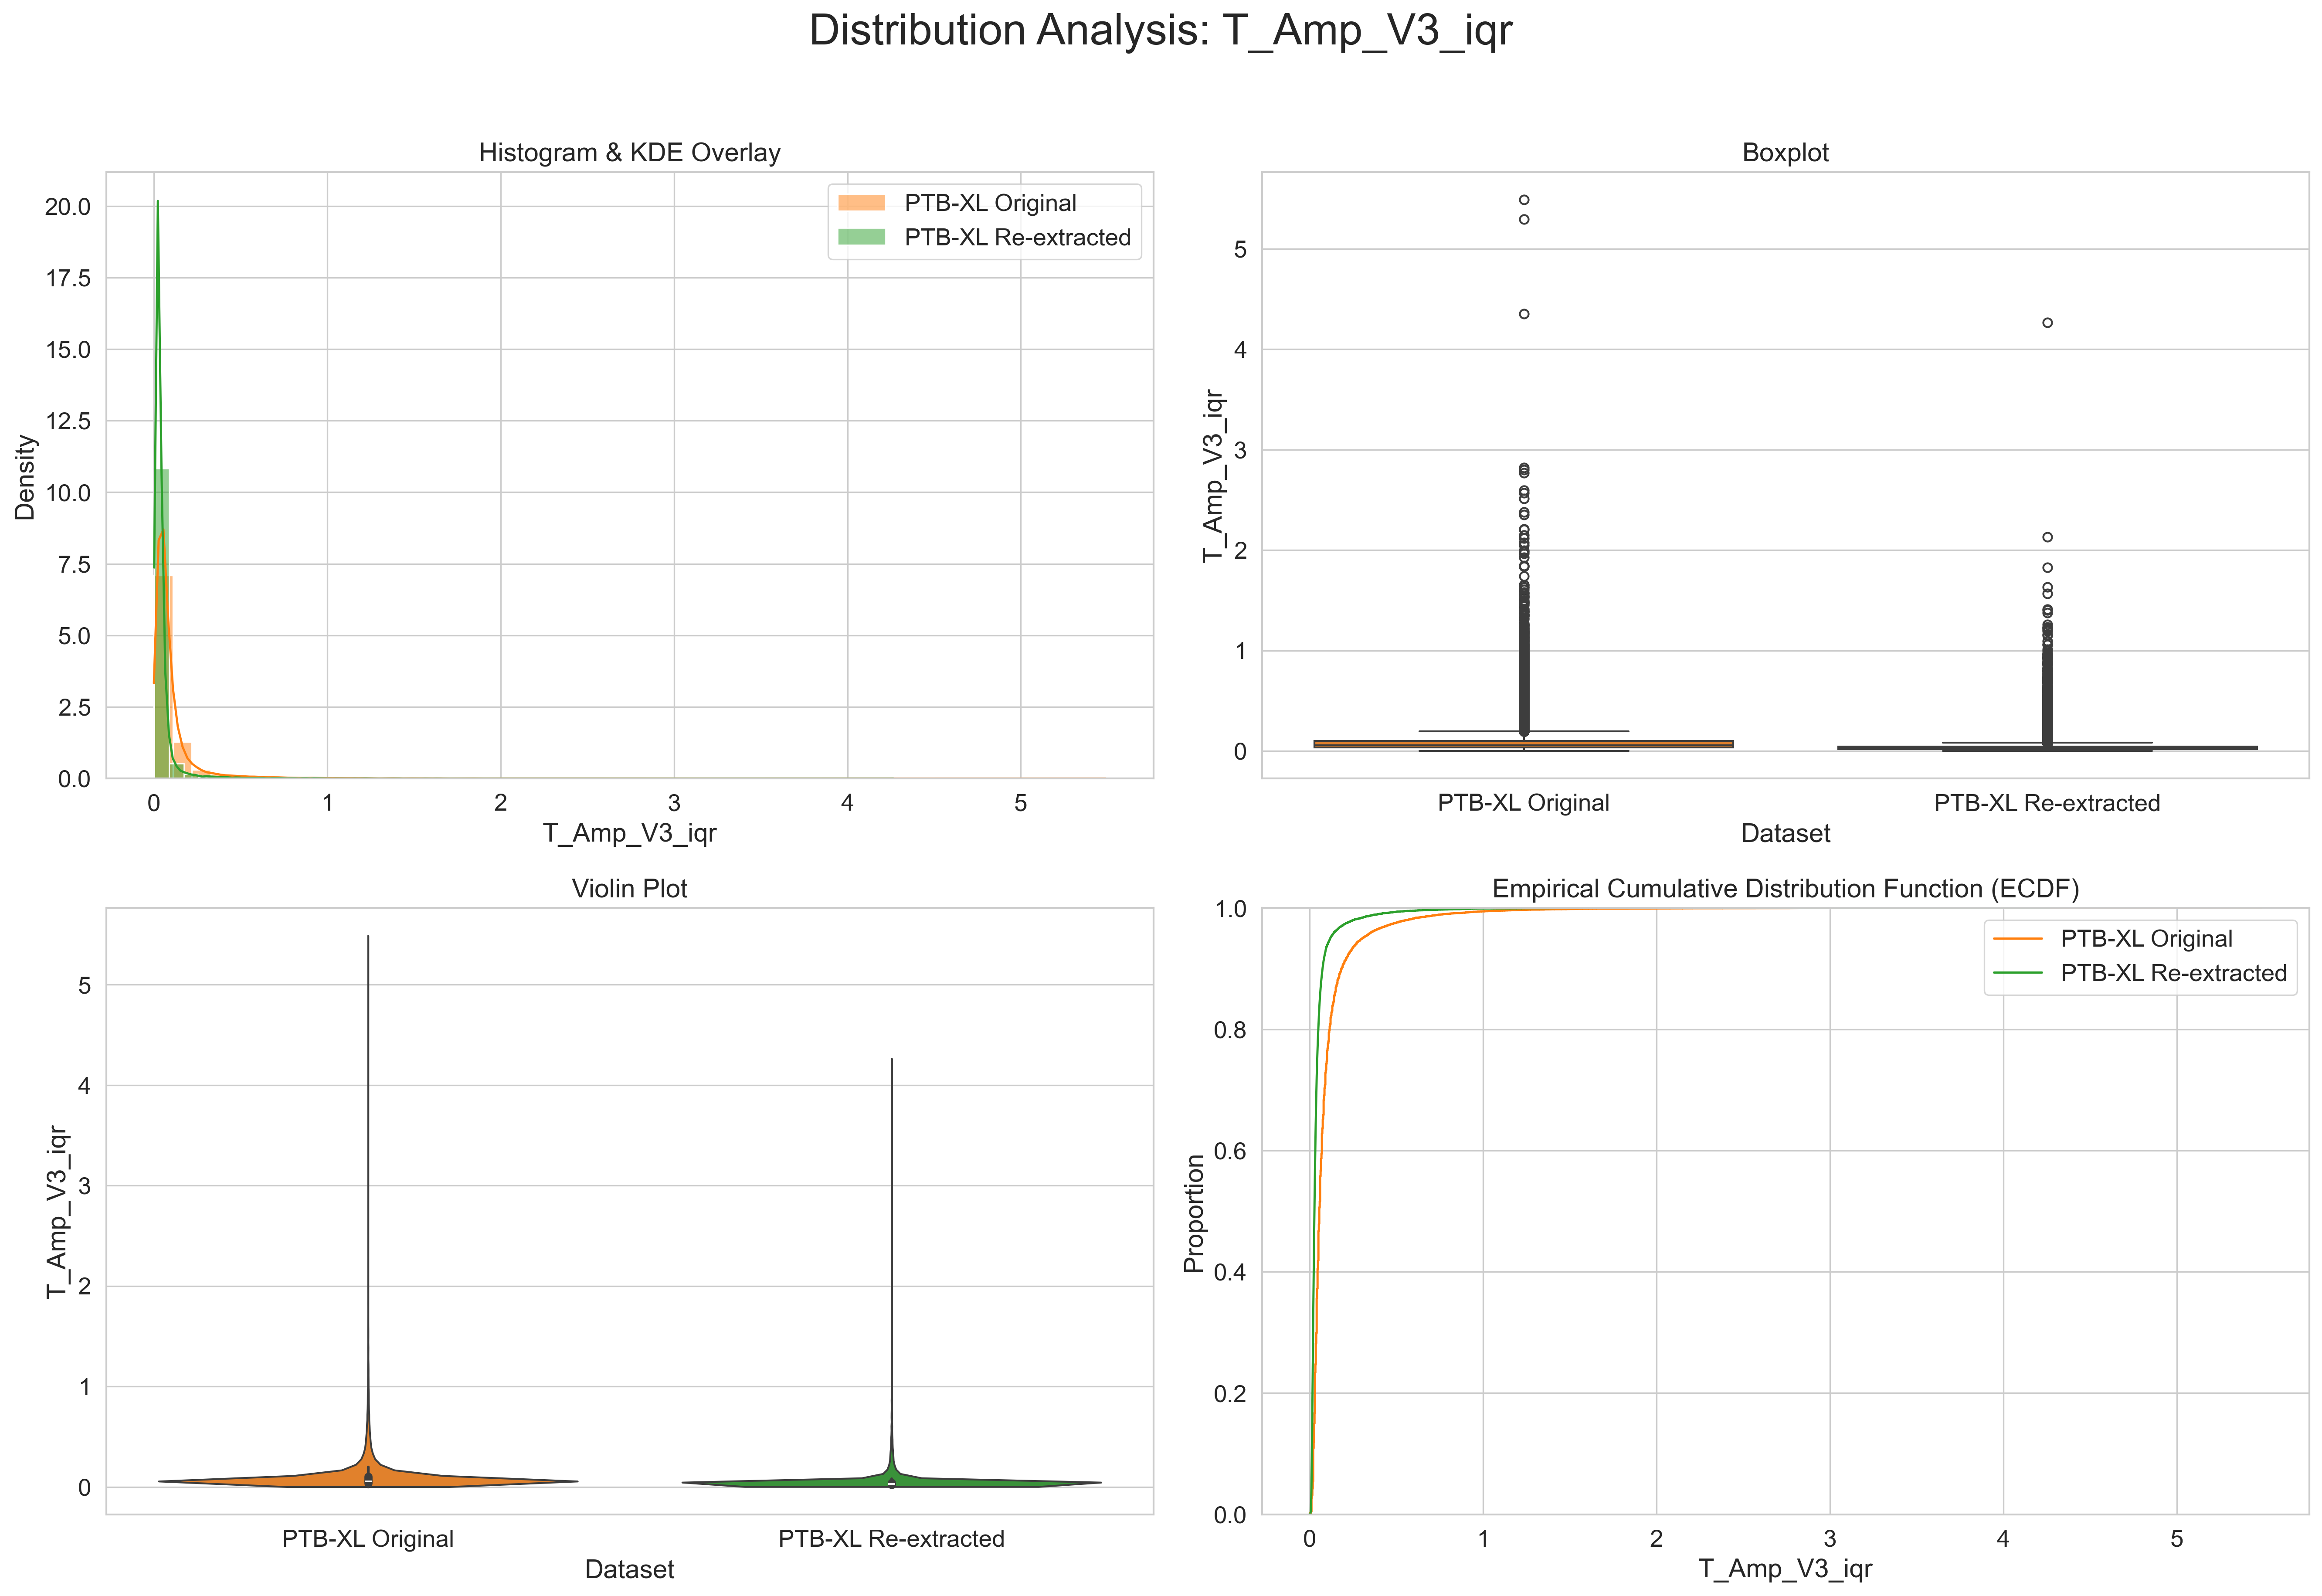 Distribution Analysis: T_Amp_V3_iqr
Histogram & KDE Overlay
PTB-XL Original
PTB-XL Re-extracted
20.0
17.5
15.0
12.5
10.0
7.5
5.0
2.5
0.0
Density
0 1 2 3 4 5
T_Amp_V3_iqr
Boxplot
5
4
3
2
1
0
T_Amp_V3_iqr
PTB-XL Original PTB-XL Re-extracted
Dataset
Violin Plot
5
4
3
2
1
0
T_Amp_V3_iqr
PTB-XL Original PTB-XL Re-extracted
Dataset
Empirical Cumulative Distribution Function (ECDF)
PTB-XL Original
PTB-XL Re-extracted
1.0
0.8
0.6
0.4
0.2
0.0
Proportion
0 1 2 3 4 5
T_Amp_V3_iqr